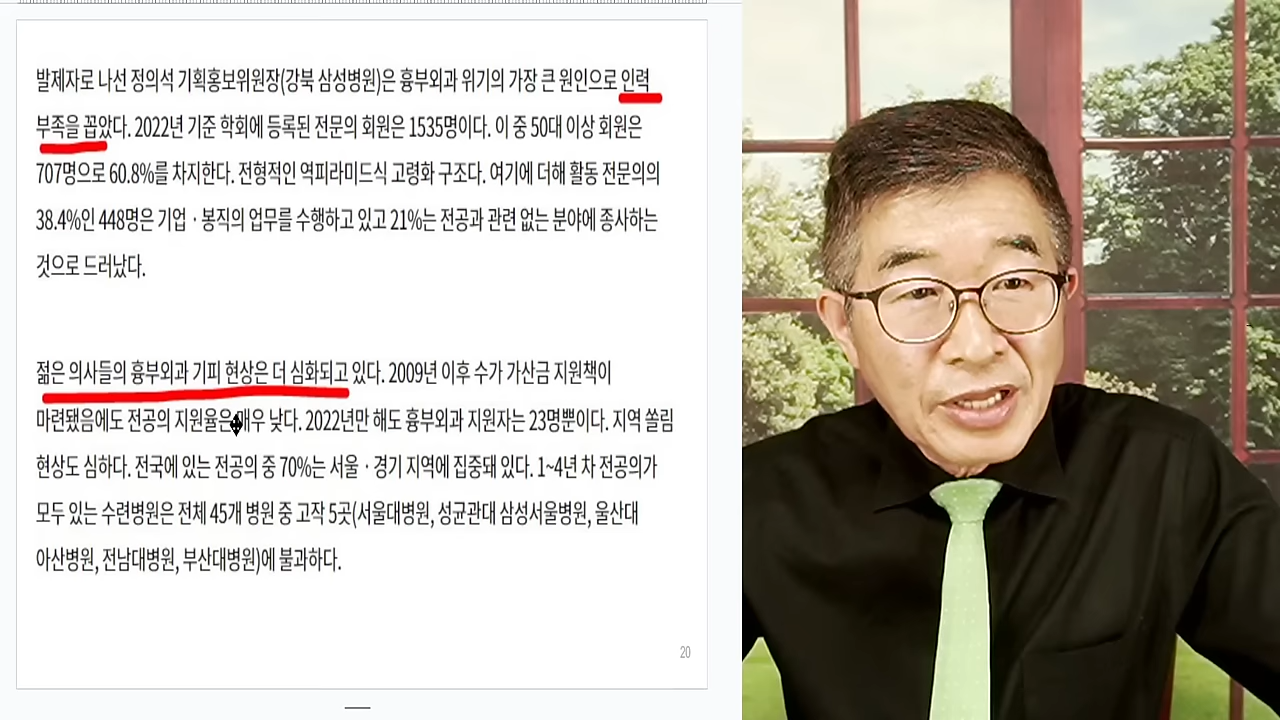 발제자로 나선 정의석 기획홍보위원장(강북 삼성병원)은 흉부외과 위기의 가장 큰 원인으로 인력
부족을 꼽았다. 2022년 기준 학회에 등록된 전문의 회원은 1535명이다. 이 중 50대 이상 회원은
707명으로 60.8%를 차지한다. 전형적인 역피라미드식 고령화 구조다. 여기에 더해 활동 전문의의
38.4%인 448명은 기업 · 봉직의 업무를 수행하고 있고 21%는 전공과 관련 없는 분야에 종사하는
것으로 드러났다.
젊은 의사들의 흉부외과 기피 현상은 더 심화되고 있다. 2009년 이후 수가 가산금 지원책이
마련됐음에도 전공의 지원율은 매우 낮다. 2022년만 해도 흉부외과 지원자는 23명뿐이다. 지역 쏠림
현상도 심하다. 전국에 있는 전공의 중 70%는 서울 · 경기 지역에 집중돼 있다. 1~4년 차 전공의가
모두 있는 수련병원은 전체 45개 병원 중 고작 5곳(서울대병원, 성균관대 삼성서울병원, 울산대
아산병원, 전남대병원, 부산대병원)에 불과하다.
20